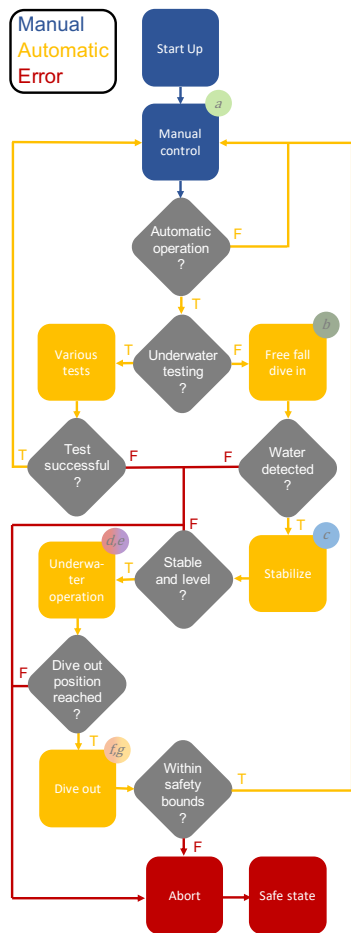 Manual
Automatic
Error
Start Up
a
Manual
control
Automatic
operation
?
F
T
Various
tests
T
Underwater
testing
?
F
b
Free fall
dive in
T
Test
successful
?
F
F
Water
detected
?
T
F
d,e
Underwa-
ter
operation
T
Stable
and level
?
c
Stabilize
F
Dive out
position
reached
?
T
f,g
Dive out
Within
safety
bounds
?
T
F
Abort
Safe state